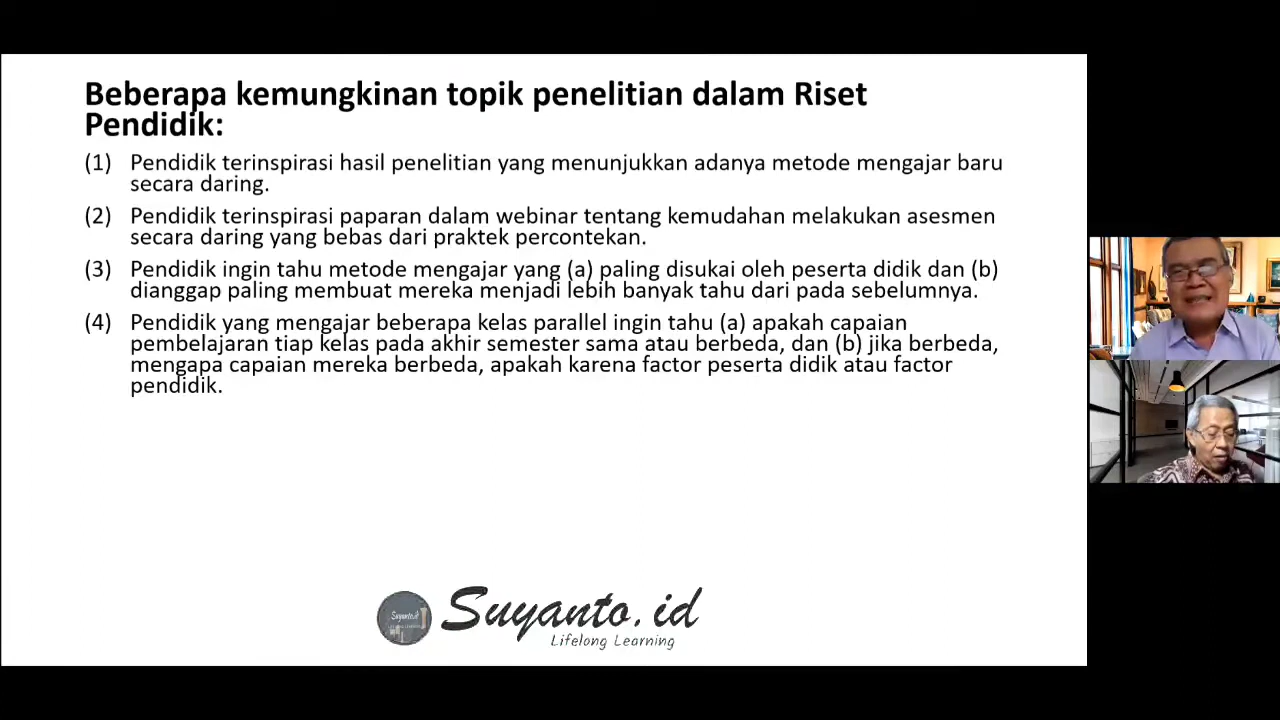 Beberapa kemungkinan topik penelitian dalam Riset
Pendidik:
(1) Pendidik terinspirasi hasil penelitian yang menunjukkan adanya metode mengajar baru
secara daring.
(2) Pendidik terinspirasi paparan dalam webinar tentang kemudahan melakukan asesmen
secara daring yang bebas dari praktek percontekan.
(3) Pendidik ingin tahu metode mengajar yang (a) paling disukai oleh peserta didik dan (b)
dianggap paling membuat mereka menjadi lebih banyak tahu dari pada sebelumnya.
(4) Pendidik yang mengajar beberapa kelas parallel ingin tahu (a) apakah capaian
pembelajaran tiap kelas pada akhir semester sama atau berbeda, dan (b) jika berbeda,
mengapa capaian mereka berbeda, apakah karena factor peserta didik atau factor
pendidik.
Suyanto.id
Suyanto.id
Lifelong Learning